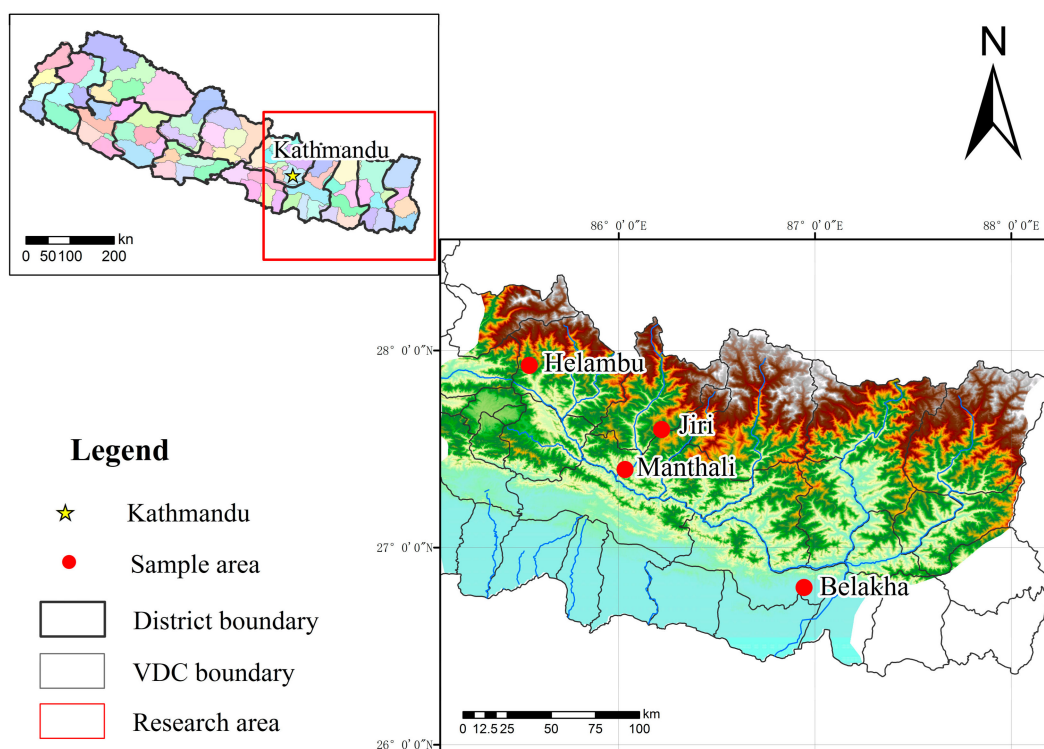 N
Kathmandu
kn
0 50100 200
86° 0′0″E
87° 0′0″E
88° 0′0″E
28° 0′0″N
27° 0′0″N
26° 0′0″N
Helambu
Jiri
Manthali
Belakha
km
0 12.525 50 75 100
Legend
Kathmandu
Sample area
District boundary
VDC boundary
Research area